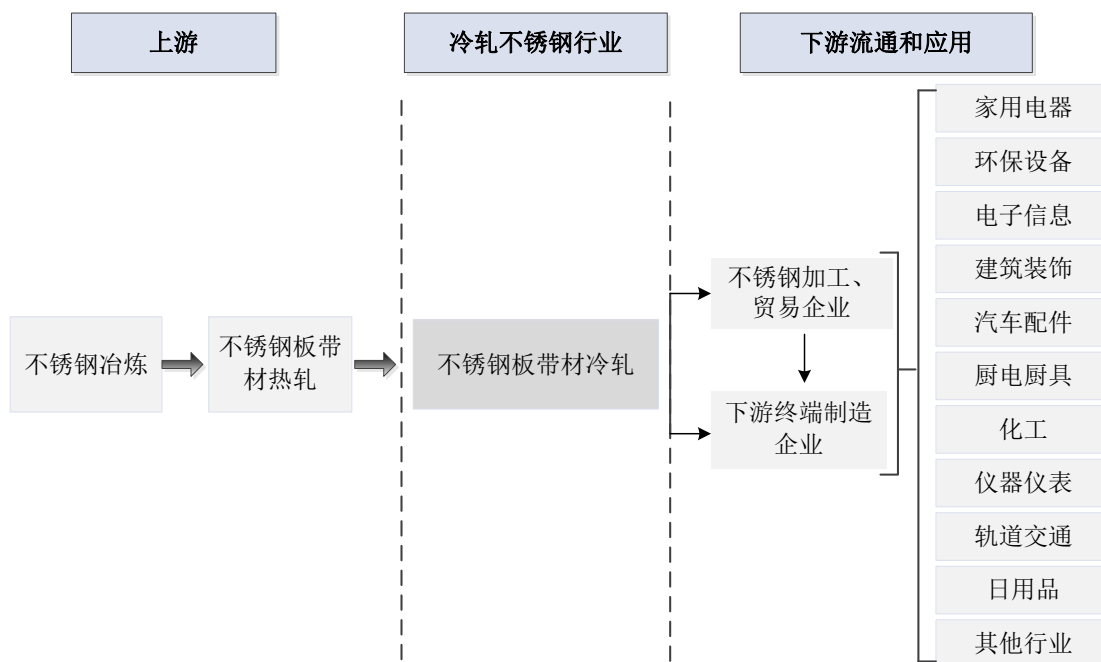 上游
冷轧不锈钢行业
下游流通和应用
不锈钢冶炼
不锈钢板带
材热轧
不锈钢板带材冷轧
不锈钢加工、
贸易企业
下游终端制造
企业
家用电器
环保设备
电子信息
建筑装饰
汽车配件
厨电厨具
化工
仪器仪表
轨道交通
日用品
其他行业